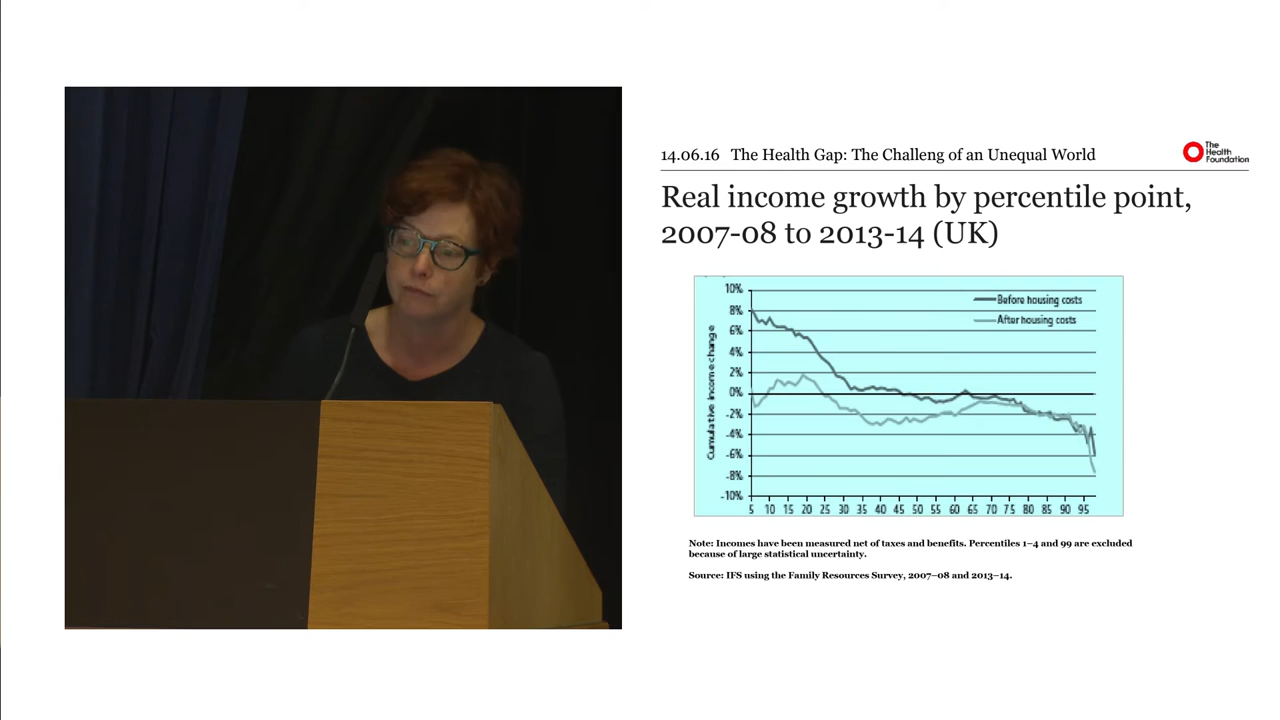 14.06.16 The Health Gap: The Challeng of an Unequal World
The
Health
Foundation
Real income growth by percentile point,
2007-08 to 2013-14 (UK)
10%
8%
6%
4%
2%
0%
-2%
-4%
-6%
-8%
-10%
Cumulative income change
Before housing costs
After housing costs
5 10 15 20 25 30 35 40 45 50 55 60 65 70 75 80 85 90 95
Note: Incomes have been measured net of taxes and benefits. Percentiles 1–4 and 99 are excluded
because of large statistical uncertainty.
Source: IFS using the Family Resources Survey, 2007–08 and 2013–14.